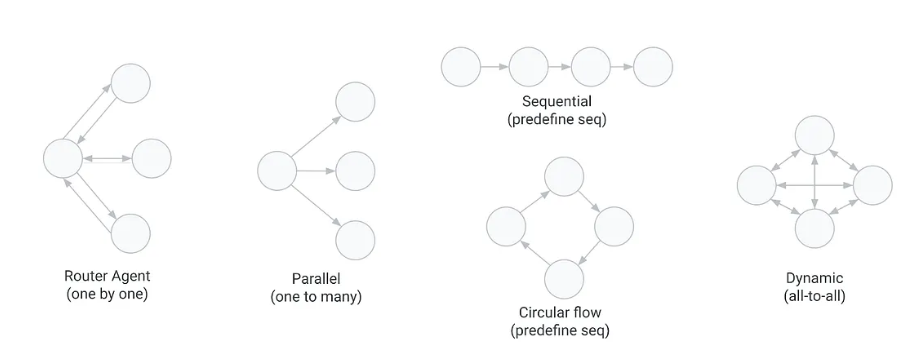 Router Agent
(one by one)
Parallel
(one to many)
Sequential
(predefine seq)
Circular flow
(predefine seq)
Dynamic
(all-to-all)